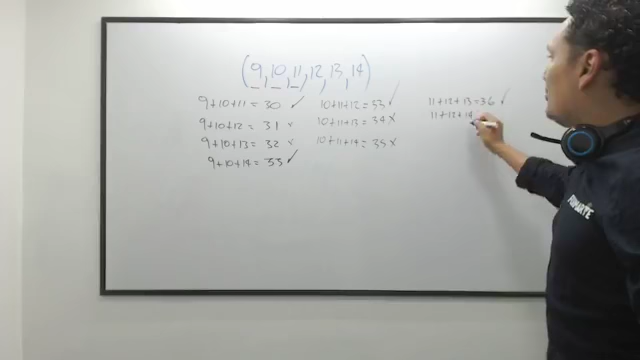 (9, 10, 11, 12, 13, 14)
9+10+11 = 30 ✓
9+10+12 = 31 x
9+10+13 = 32 x
9+10+14 = 33 ✓
10+11+12 = 33 ✓
10+11+13 = 34 x
10+11+14 = 35 x
11+12+13 = 36 ✓
11+12+14